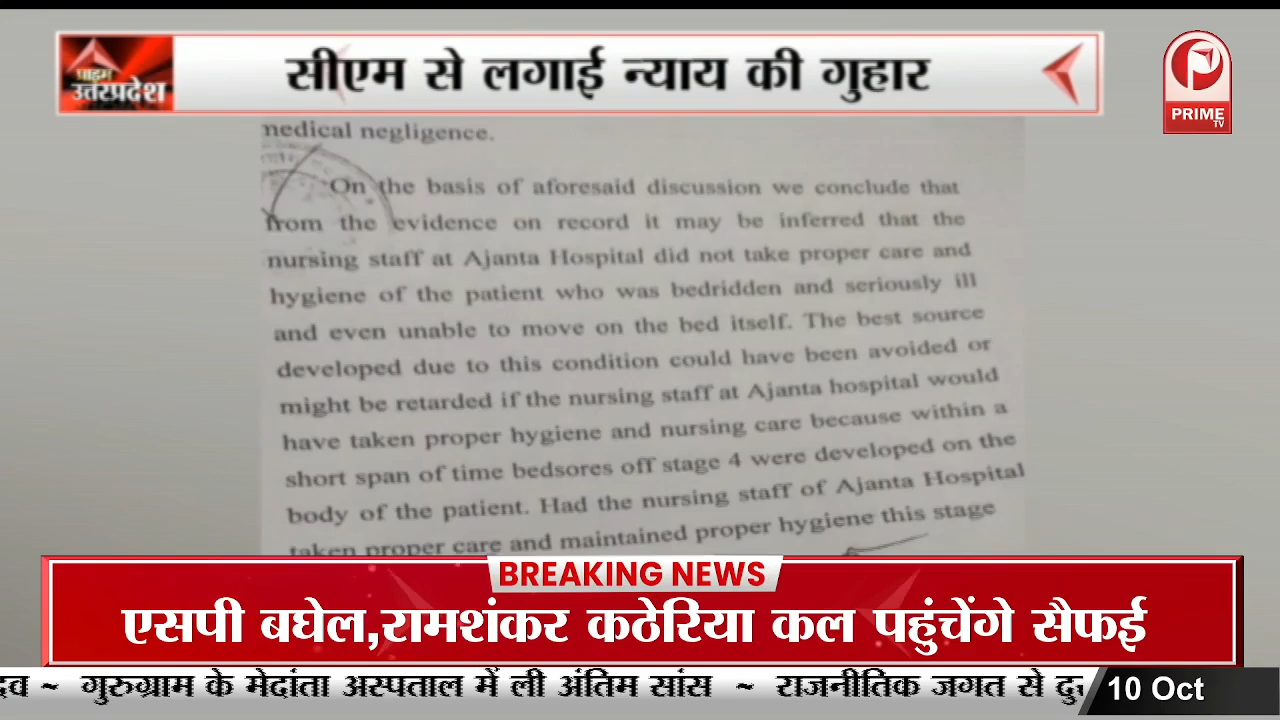 प्राइम
उत्तरप्रदेश
सीएम से लगाई न्याय की गुहार
PRIME
TV
medical negligence.
On the basis of aforesaid discussion we conclude that
from the evidence on record it may be inferred that the
nursing staff at Ajanta Hospital did not take proper care and
hygiene of the patient who was bedridden and seriously ill
and even unable to move on the bed itself. The best source
developed due to this condition could have been avoided or
might be retarded if the nursing staff at Ajanta hospital would
have taken proper hygiene and nursing care because within a
short span of time bedsores off stage 4 were developed on the
body of the patient. Had the nursing staff of Ajanta Hospital
taken proper care and maintained proper hygiene this stage
BREAKING NEWS
एसपी बघेल,रामशंकर कठेरिया कल पहुंचेंगे सैफई
~ गुरुग्राम के मेदांता अस्पताल में ली अंतिम सांस ~ राजनीतिक जगत से
10 Oct